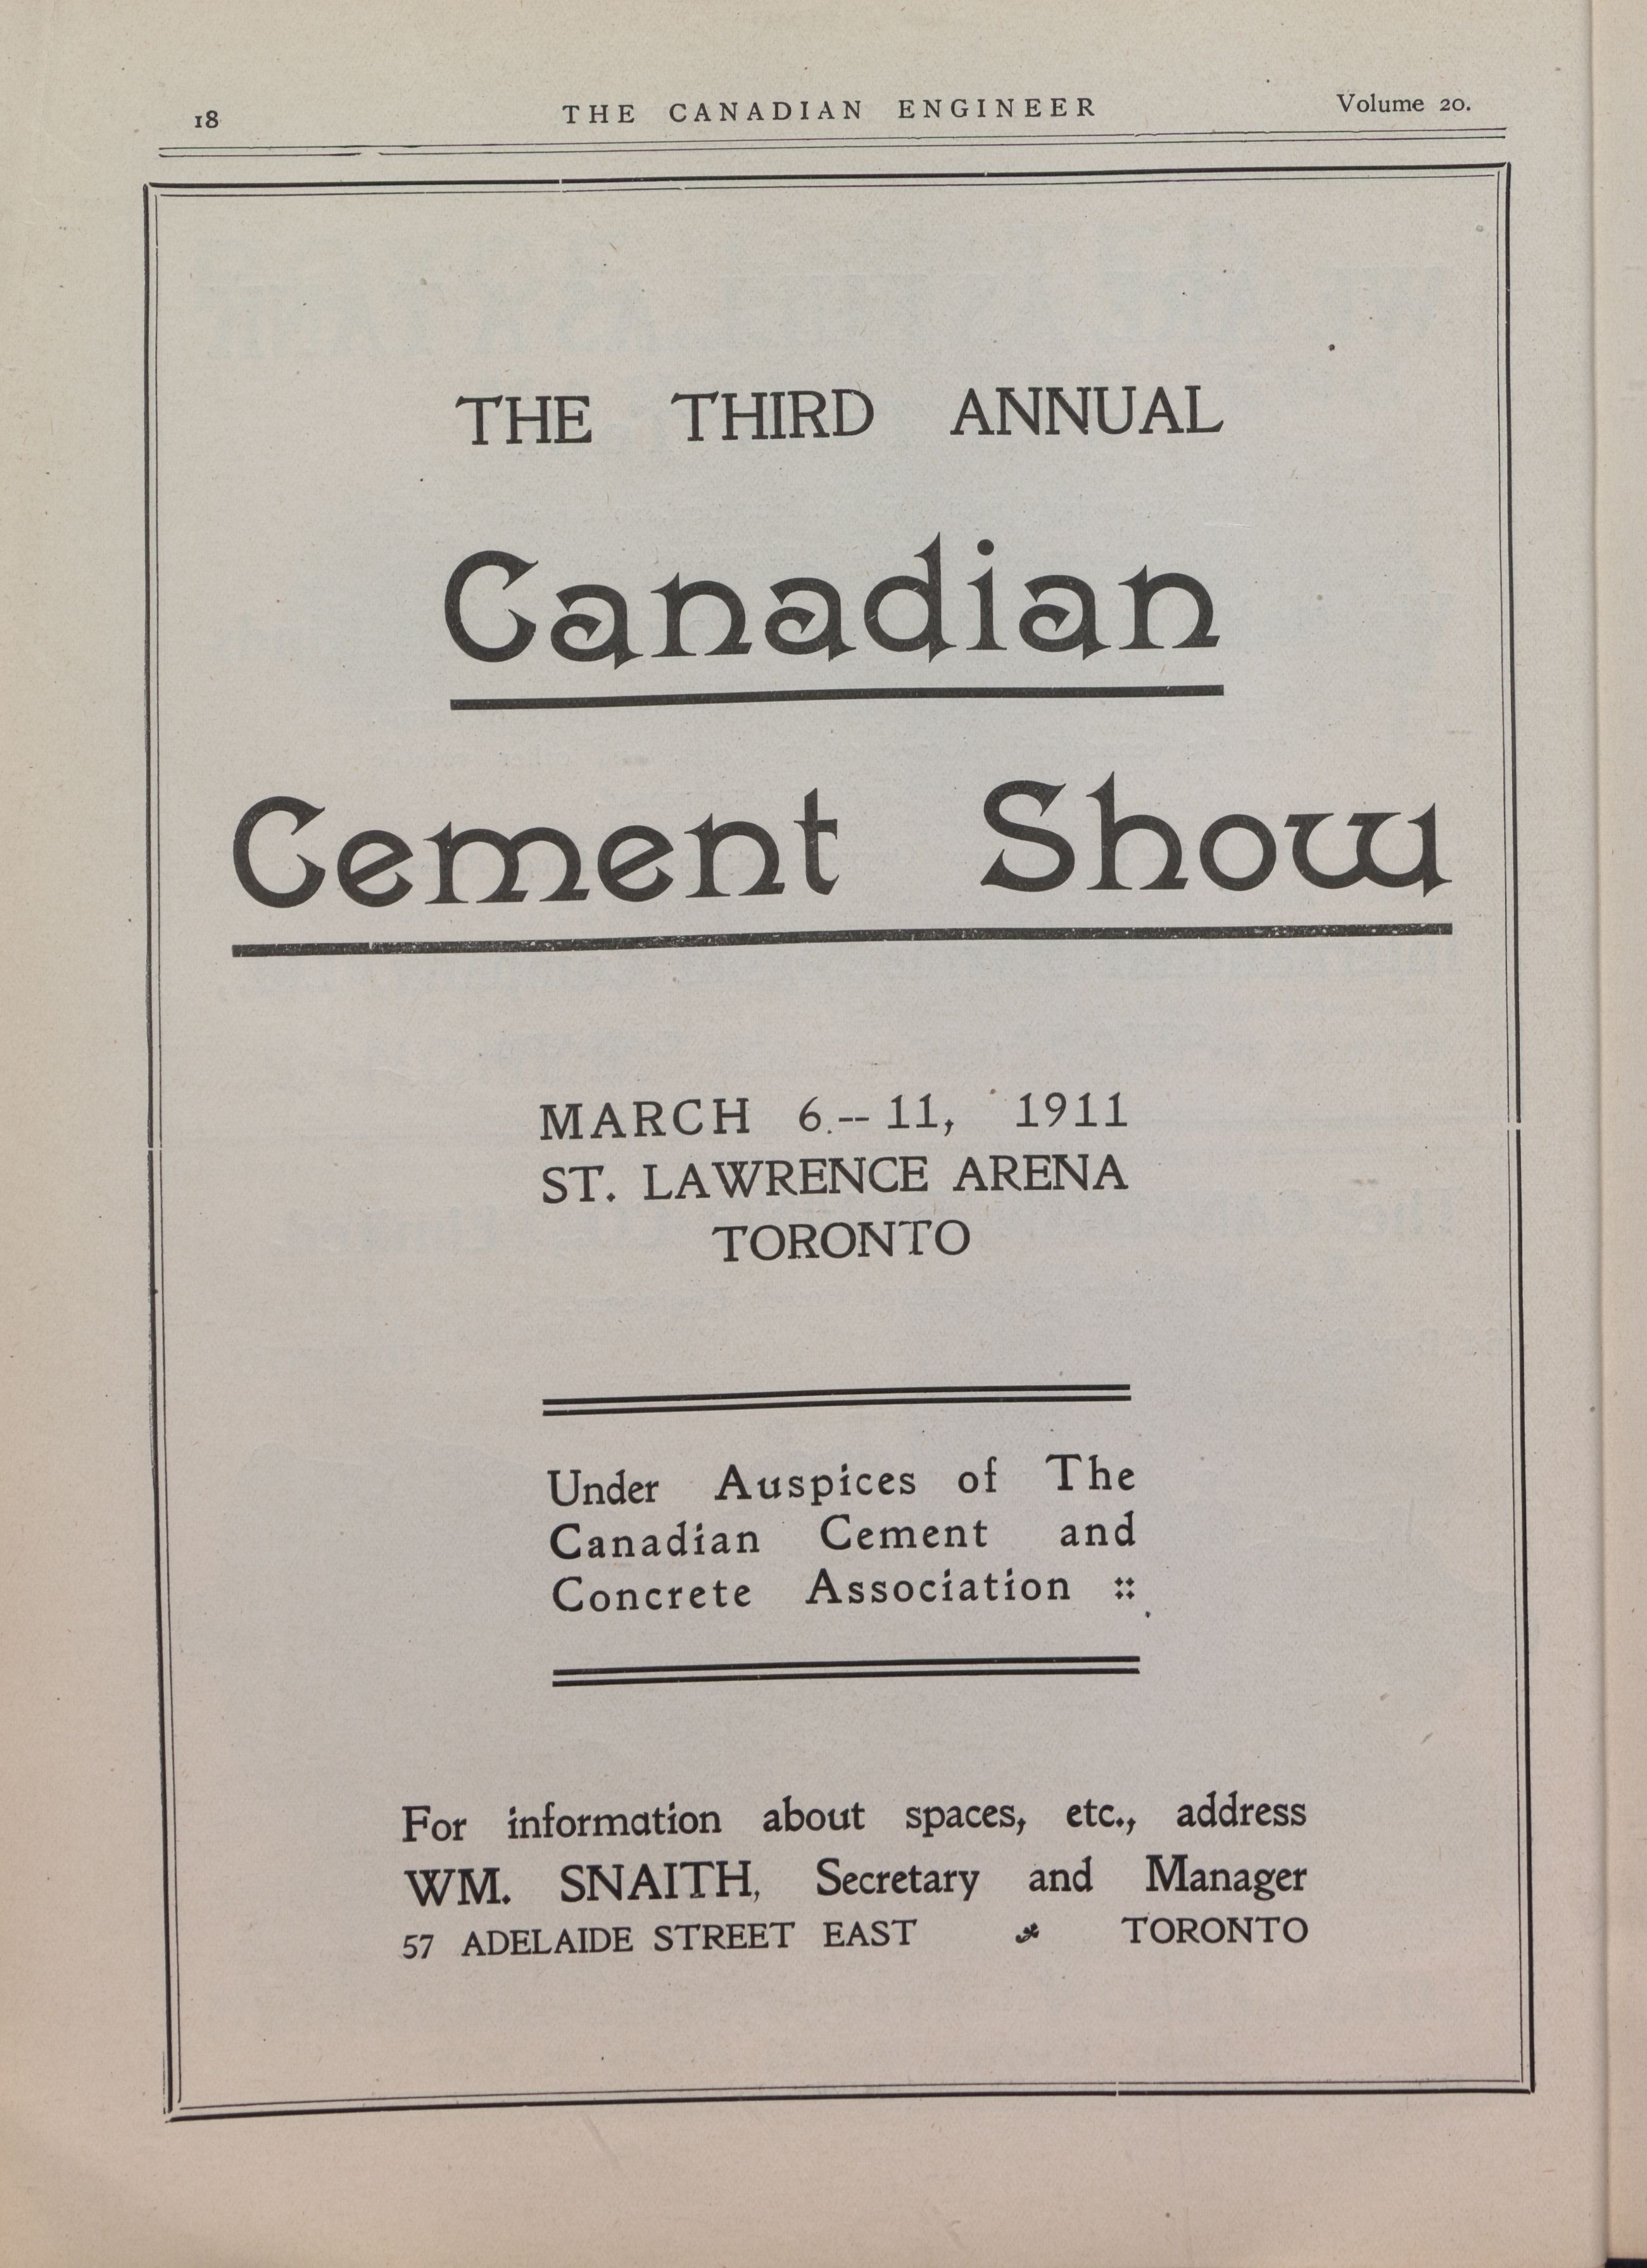 18
THE CANADIAN ENGINEER
Volume 20.
THE THIRD ANNUAL
Canadian
Cement Show
MARCH 6--11, 1911
ST. LAWRENCE ARENA
TORONTO
Under Auspices of The
Canadian Cement and
Concrete Association ::
For information about spaces, etc., address
WM. SNAITH, Secretary and Manager
57 ADELAIDE STREET EAST TORONTO